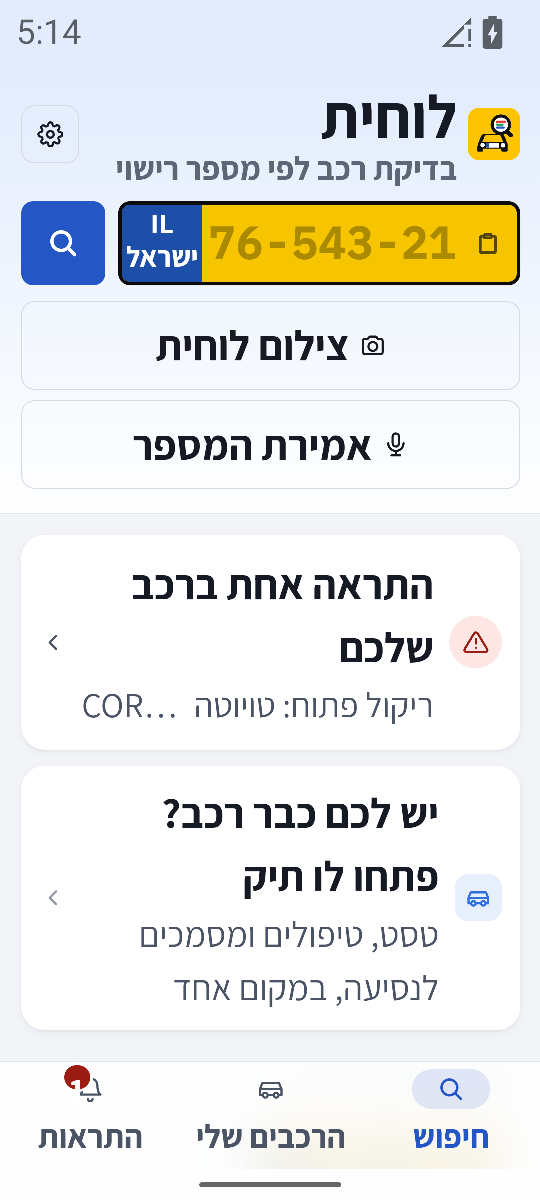 5:14
לוחית
בדיקת רכב לפי מספר רישוי
IL
ישראל
76-543-21
צילום לוחית
אמירת המספר
התראה אחת ברכב
שלכם
ריקול פתוח: טויוטה COR…
יש לכם כבר רכב?
פתחו לו תיק
טסט, טיפולים ומסמכים
לנסיעה, במקום אחד
חיפוש
הרכבים שלי
1
התראות